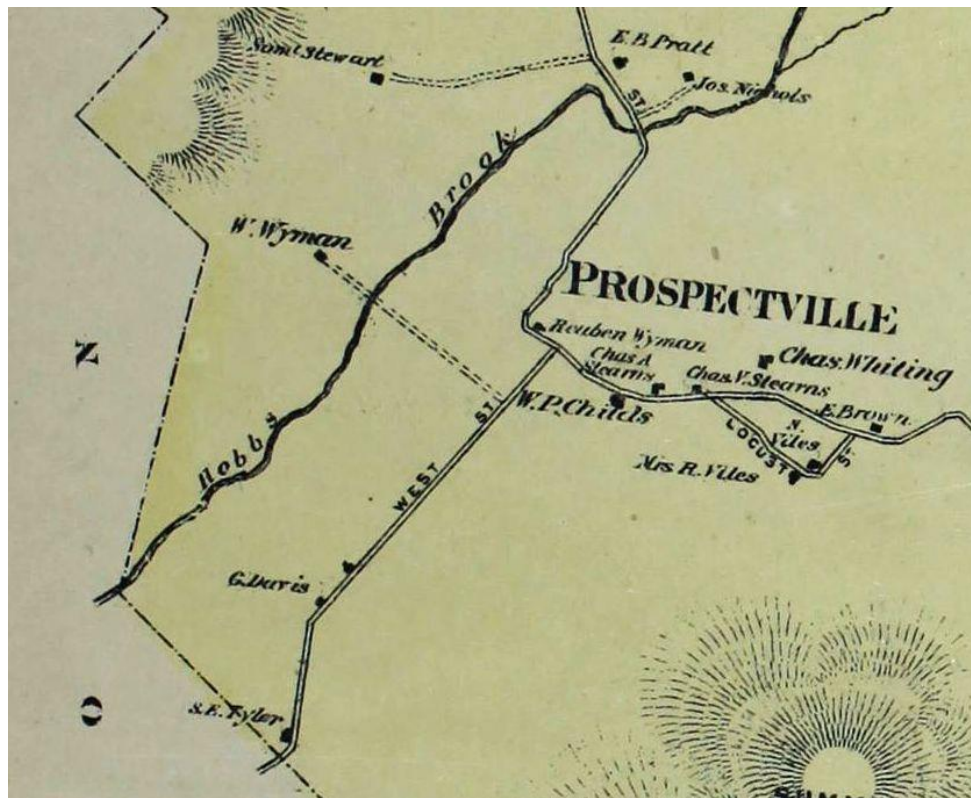 E.B. Pratt
Saml. Stewart
Jos. Nichols
ST
Brook
W. Wyman
PROSPECTVILLE
Reuben Wyman
Chas. A
Stearns
Chas. Whiting
Chas. V. Stearns
W.P. Childs
E. Brown
N.
Viles
LOCUST
ST.
Mrs. R. Viles
N
ST
WEST
Hobbs
G. Davis
O
S.E. Tyler